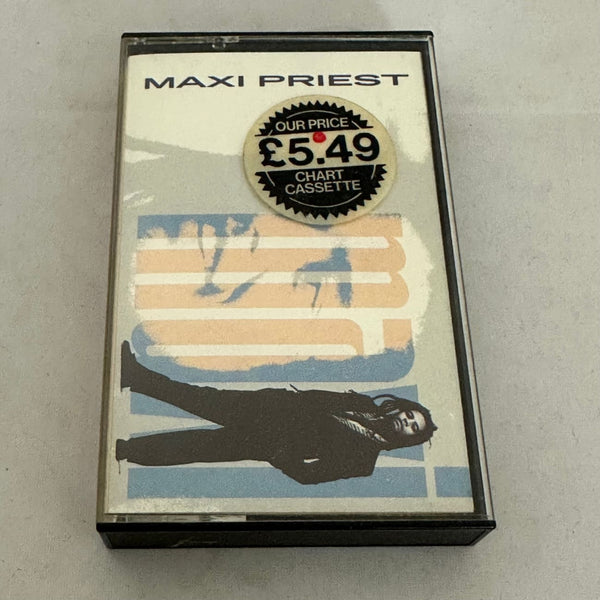 MAXI PRIEST
OUR PRICE
£5.49
CHART
CASSETTE